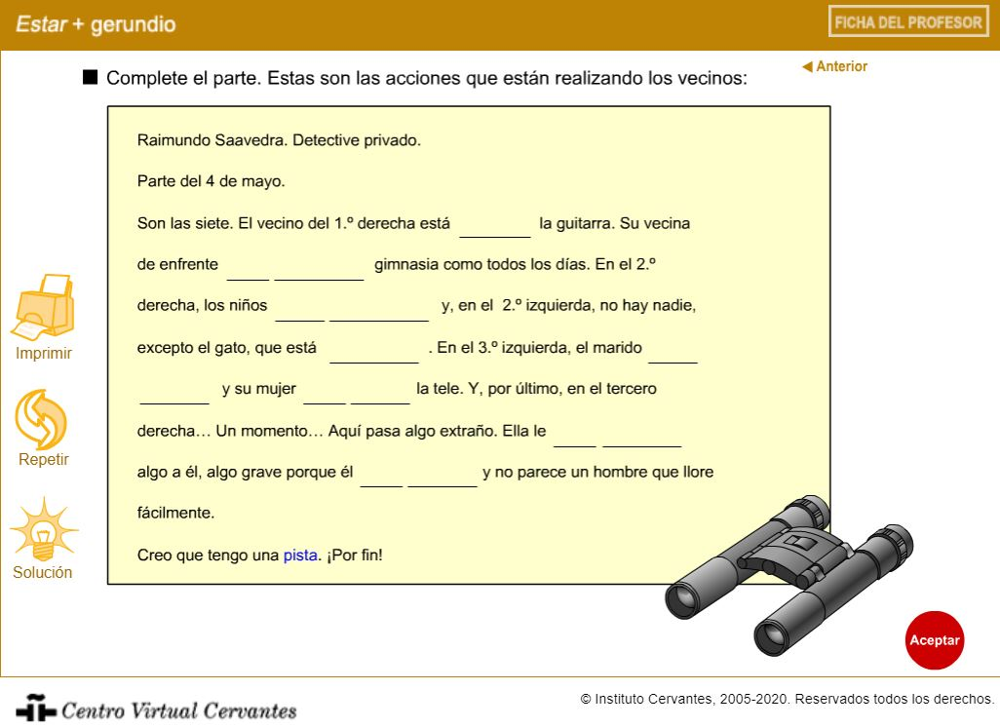 Estar + gerundio
FICHA DEL PROFESOR
Anterior
Complete el parte. Estas son las acciones que están realizando los vecinos:
Raimundo Saavedra. Detective privado.
Parte del 4 de mayo.
Son las siete. El vecino del 1.º derecha está ________ la guitarra. Su vecina
de enfrente _____ __________ gimnasia como todos los días. En el 2.º
derecha, los niños _____ ___________ y, en el 2.º izquierda, no hay nadie,
excepto el gato, que está __________ . En el 3.º izquierda, el marido _____
________ y su mujer _____ _______ la tele. Y, por último, en el tercero
derecha… Un momento… Aquí pasa algo extraño. Ella le _____ _________
algo a él, algo grave porque él _____ ________ y no parece un hombre que llore
fácilmente.
Creo que tengo una pista. ¡Por fin!
Imprimir
Repetir
Solución
Aceptar
Centro Virtual Cervantes
© Instituto Cervantes, 2005-2020. Reservados todos los derechos.